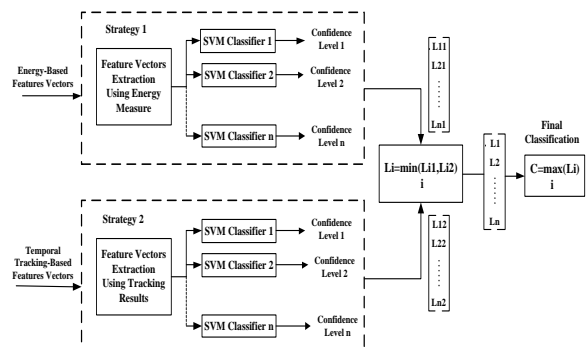 Strategy 1
Energy-Based
Features Vectors
Feature Vectors
Extraction
Using Energy
Measure
SVM Classifier 1
SVM Classifier 2
SVM Classifier n
Confidence
Level 1
Confidence
Level 2
Confidence
Level n
L11
L21
Ln1
Strategy 2
Temporal
Tracking-Based
Features Vectors
Feature Vectors
Extraction
Using Tracking
Results
SVM Classifier 1
SVM Classifier 2
SVM Classifier n
Confidence
Level 1
Confidence
Level 2
Confidence
Level n
L12
L22
Ln2
Li=min(Li1,Li2)
i
L1
L2
Ln
Final
Classification
C=max(Li)
i